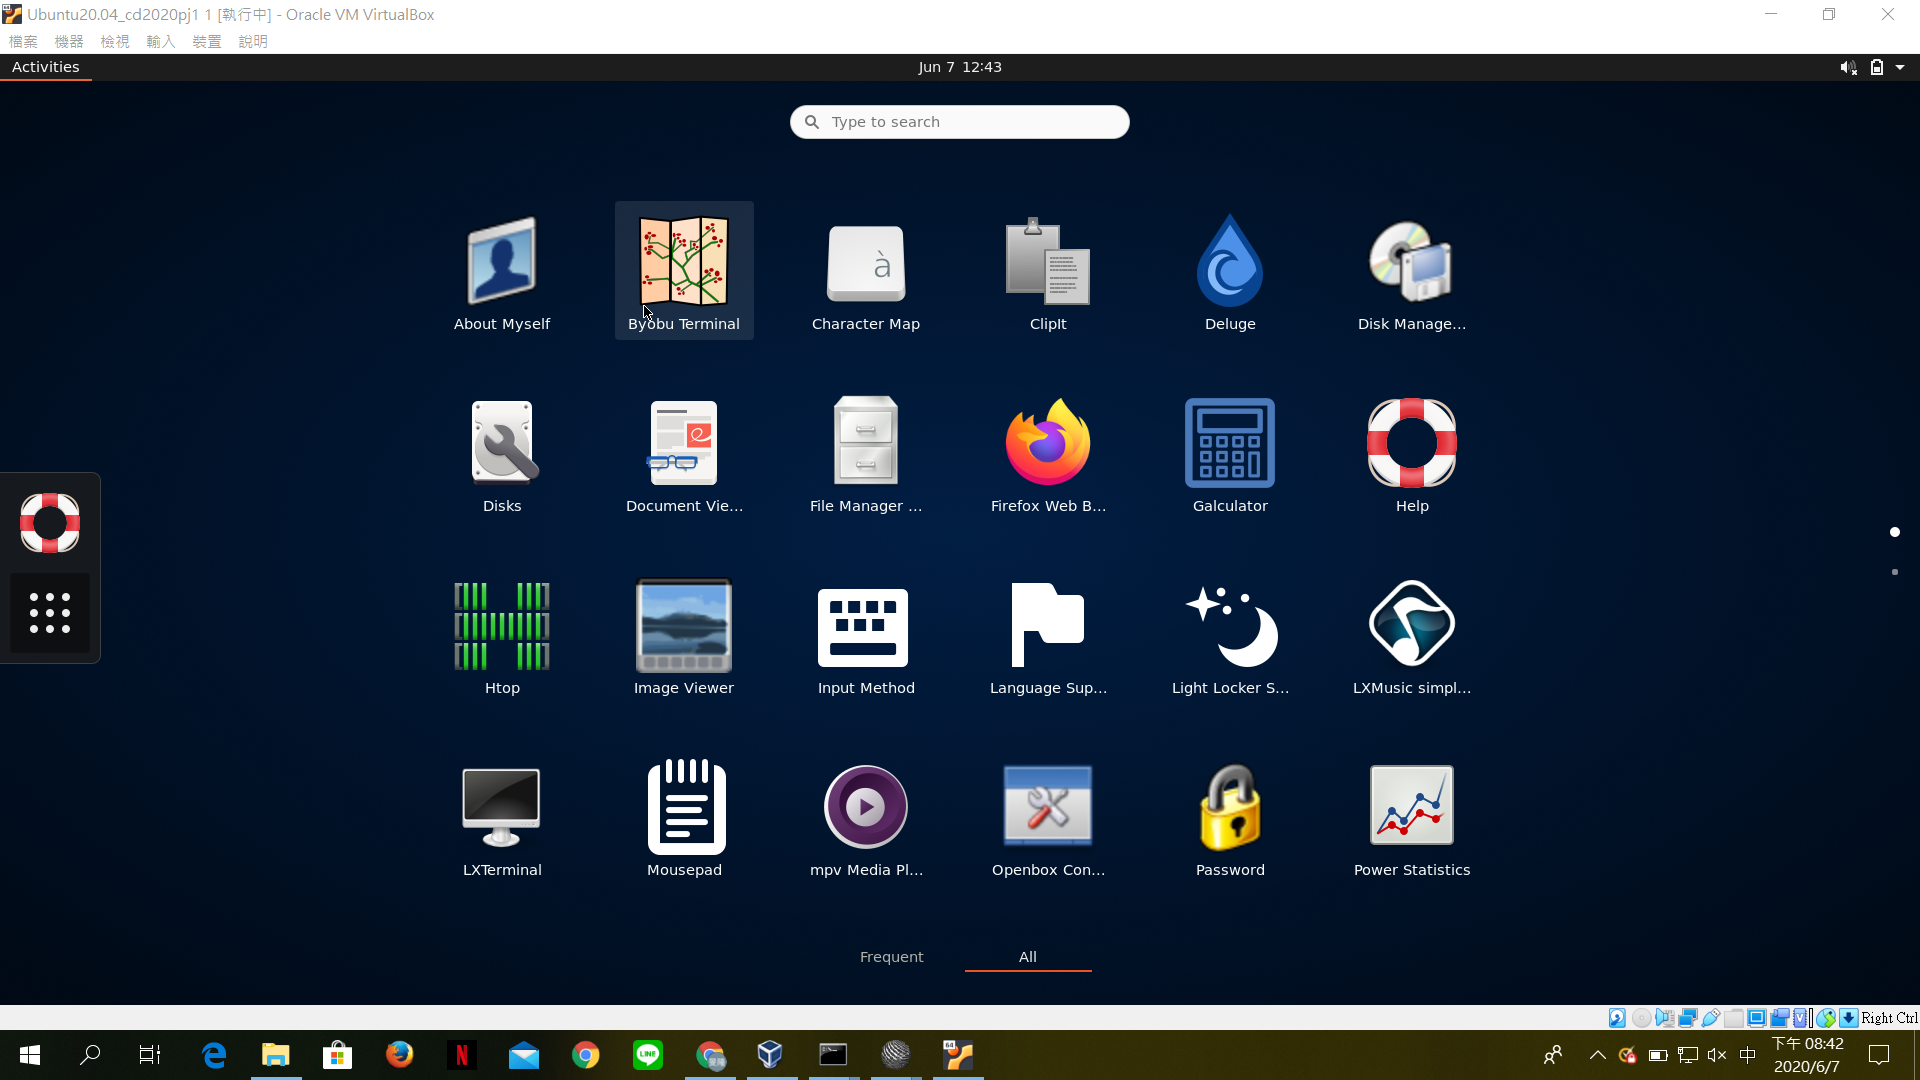 Ubuntu20.04_cd2020pj1 1 [執行中] - Oracle VM VirtualBox
檔案 機器 檢視 輸入 裝置 說明
Activities
Jun 7 12:43
Type to search
à
About Myself
Byobu Terminal
Character Map
ClipIt
Deluge
Disk Manage...
Disks
Document Vie...
File Manager ...
Firefox Web B...
Galculator
Help
Htop
Image Viewer
Input Method
Language Sup...
Light Locker S...
LXMusic simpl...
LXTerminal
Mousepad
mpv Media Pl...
Openbox Con...
Password
Power Statistics
Frequent
All
Right Ctrl
N
LINE
64
中
下午 08:42
2020/6/7